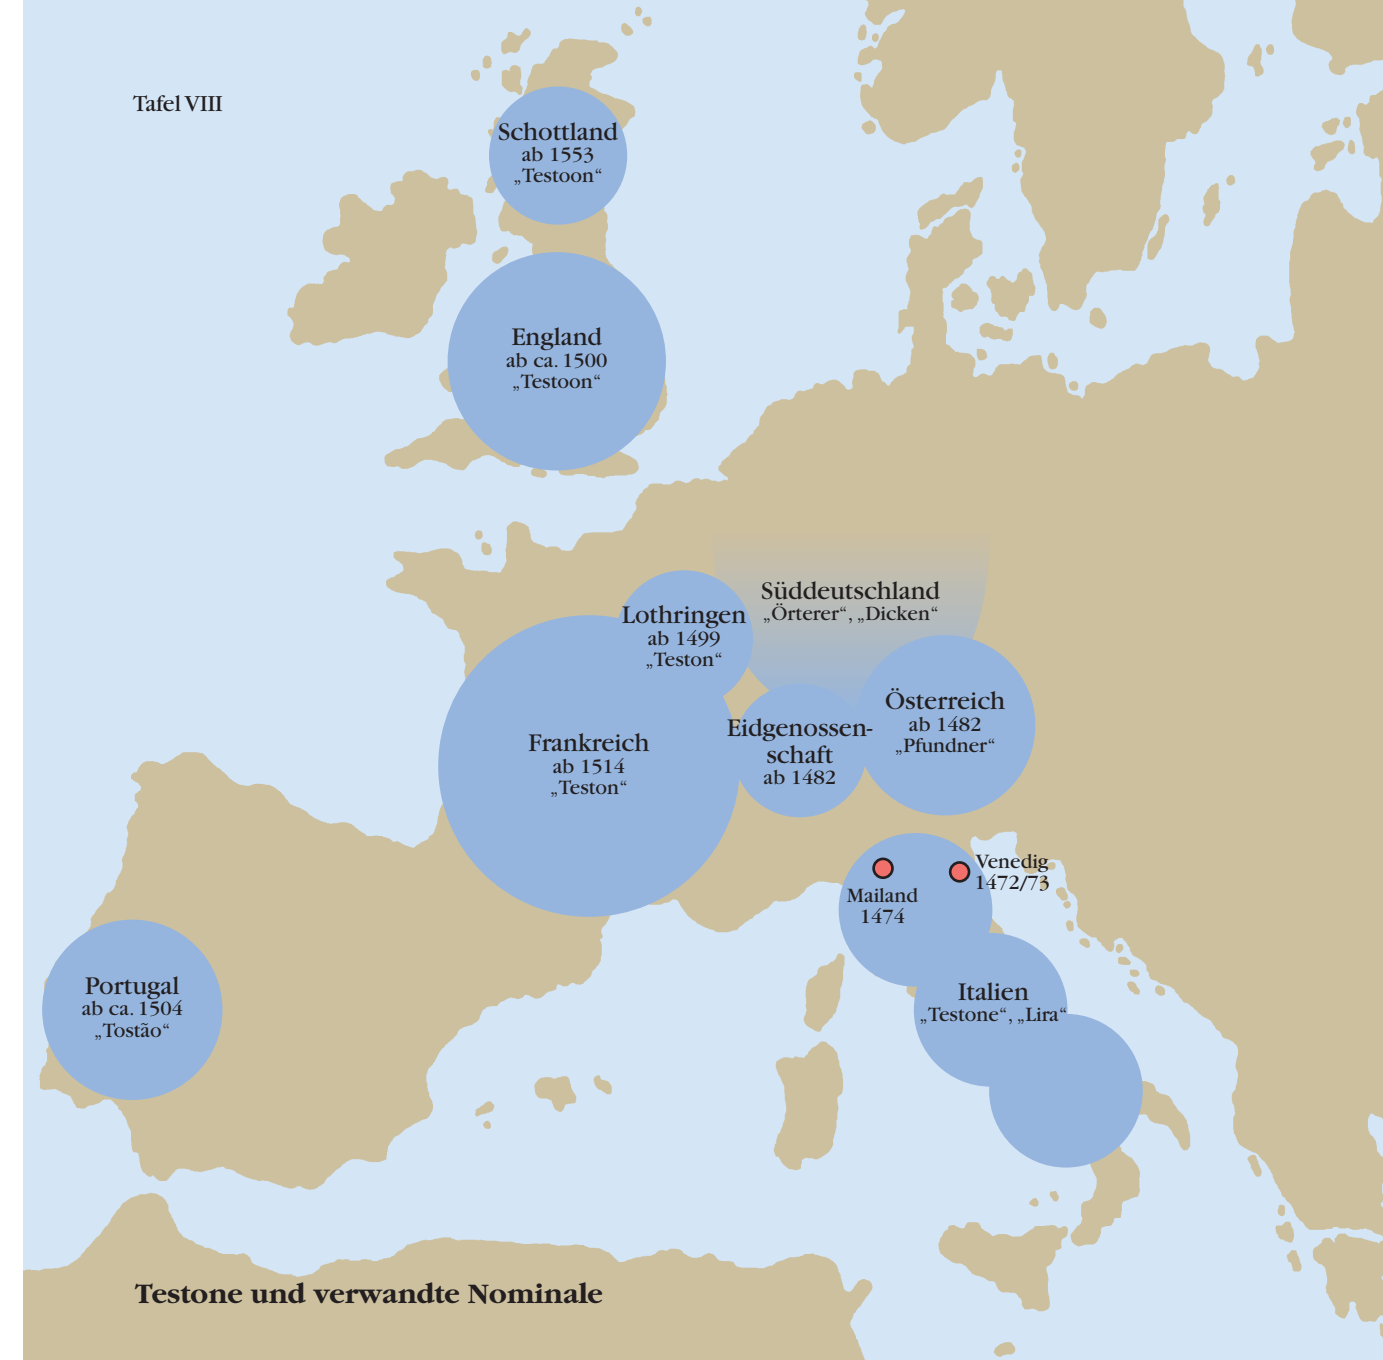 Tafel VIII
Schottland
ab 1553
„Testoon“
England
ab ca. 1500
„Testoon“
Süddeutschland
„Örterer“, „Dicken“
Lothringen
ab 1499
„Teston“
Österreich
ab 1482
„Pfundner“
Eidgenossen-
schaft
ab 1482
Frankreich
ab 1514
„Teston“
Venedig
1472/73
Mailand
1474
Portugal
ab ca. 1504
„Tostão“
Italien
„Testone“, „Lira“
Testone und verwandte Nominale